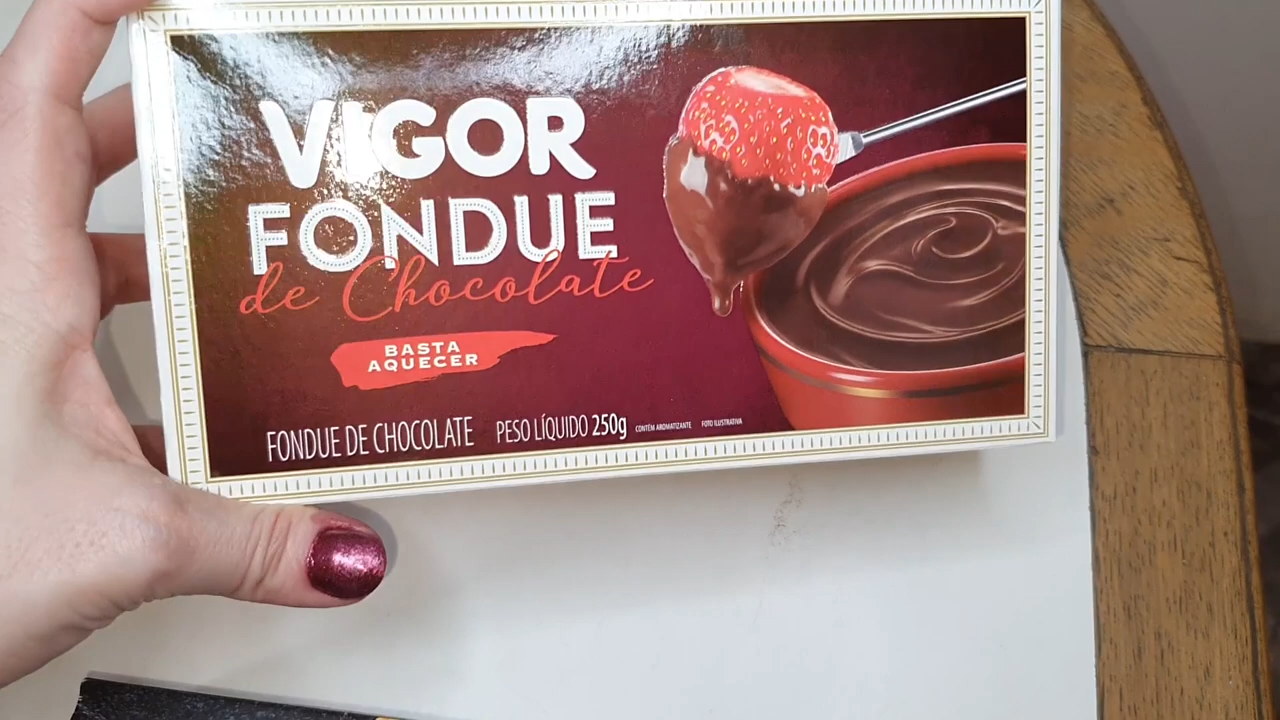 VIGOR
FONDUE
de Chocolate
BASTA
AQUECER
FONDUE DE CHOCOLATE PESO LÍQUIDO 250g CONTÉM AROMATIZANTE FOTO ILUSTRATIVA